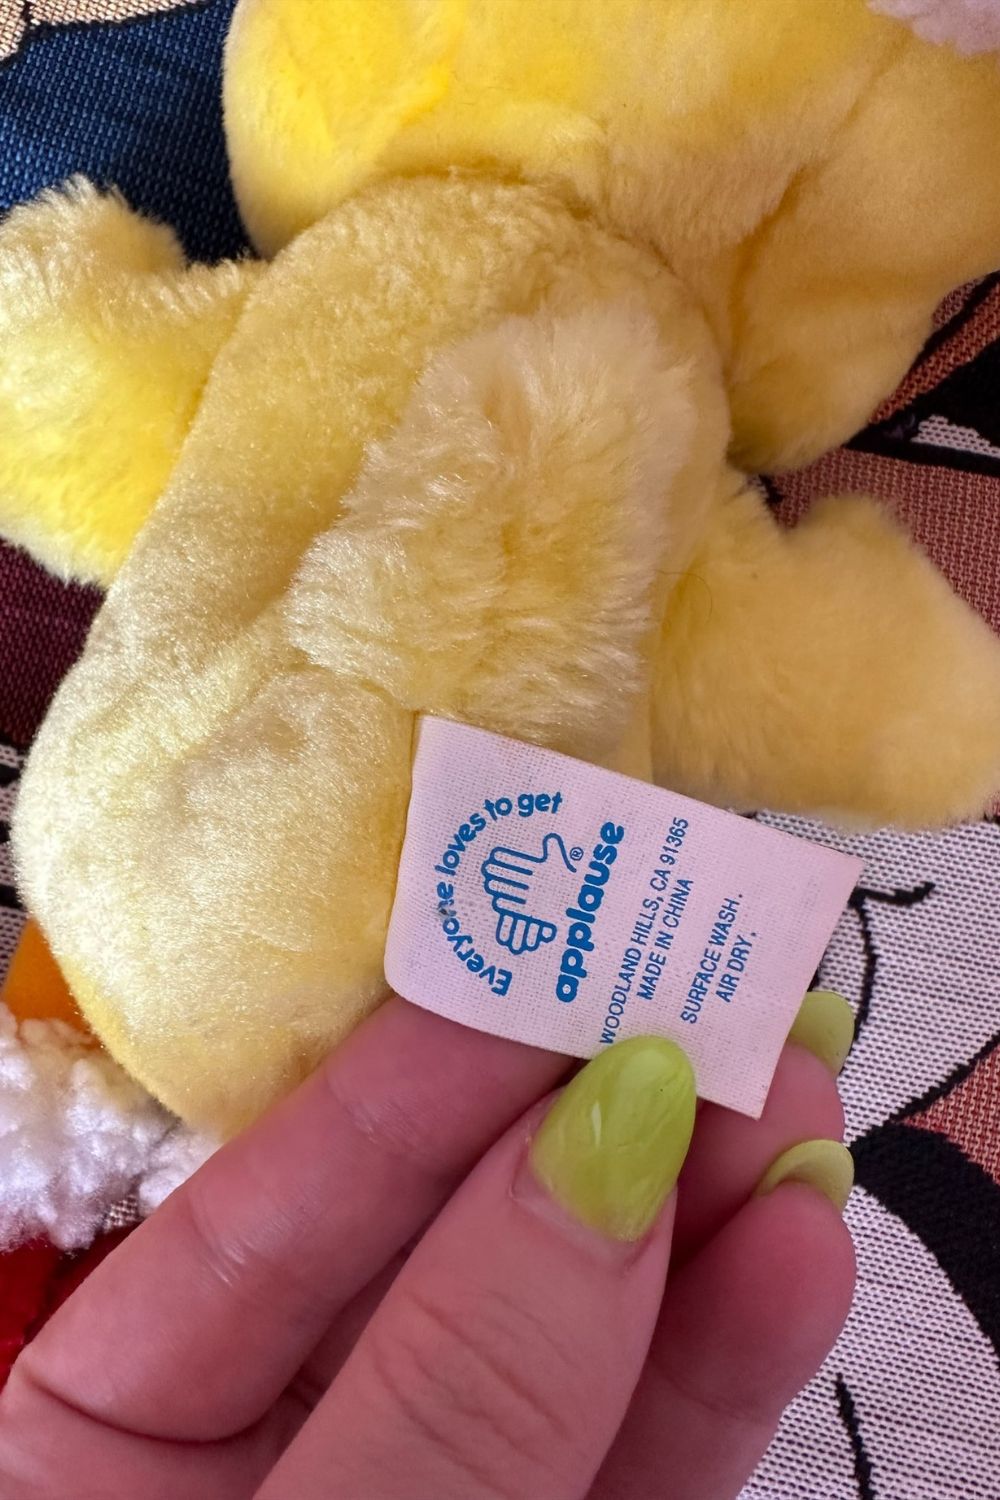 Everyone loves to get
applause®
WOODLAND HILLS, CA 91365
MADE IN CHINA
SURFACE WASH.
AIR DRY.